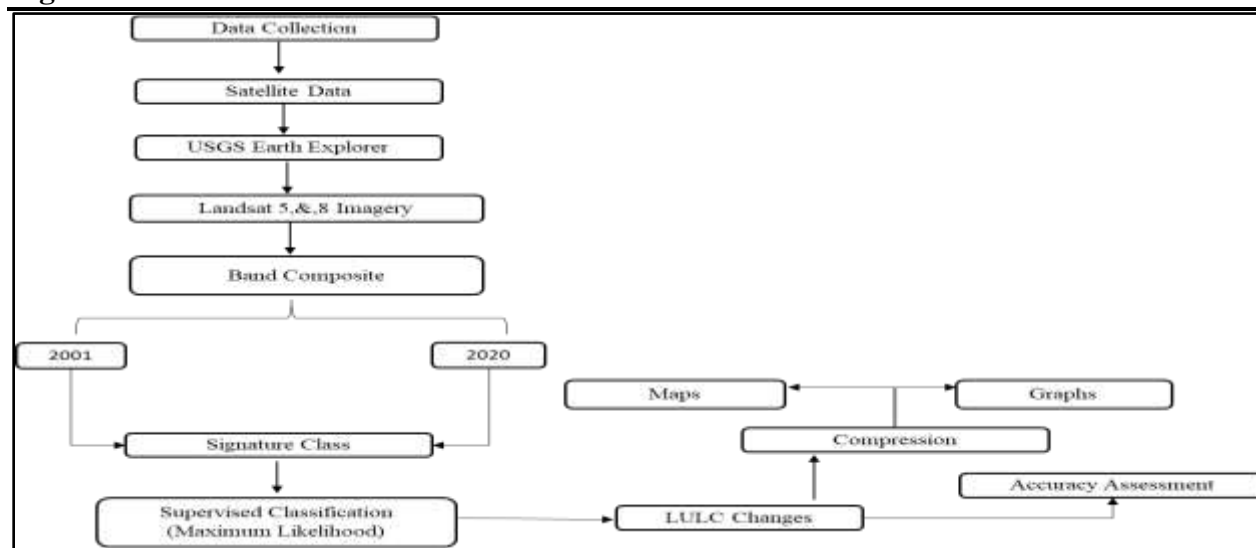 Data Collection
Satellite Data
USGS Earth Explorer
Landsat 5,&,8 Imagery
Band Composite
2001
2020
Maps
Graphs
Signature Class
Compression
Accuracy Assessment
Supervised Classification
(Maximum Likelihood)
LULC Changes